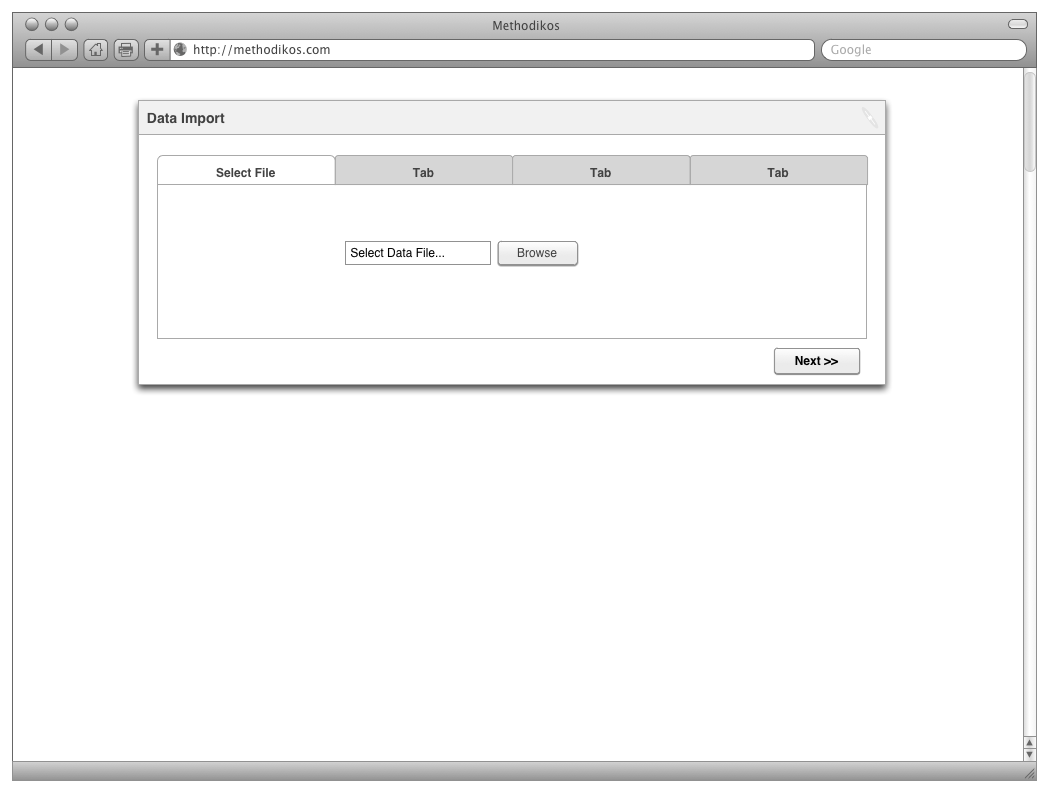 Methodikos
http://methodikos.com
Google
Data Import
Select File
Tab
Tab
Tab
Select Data File...
Browse
Next >>